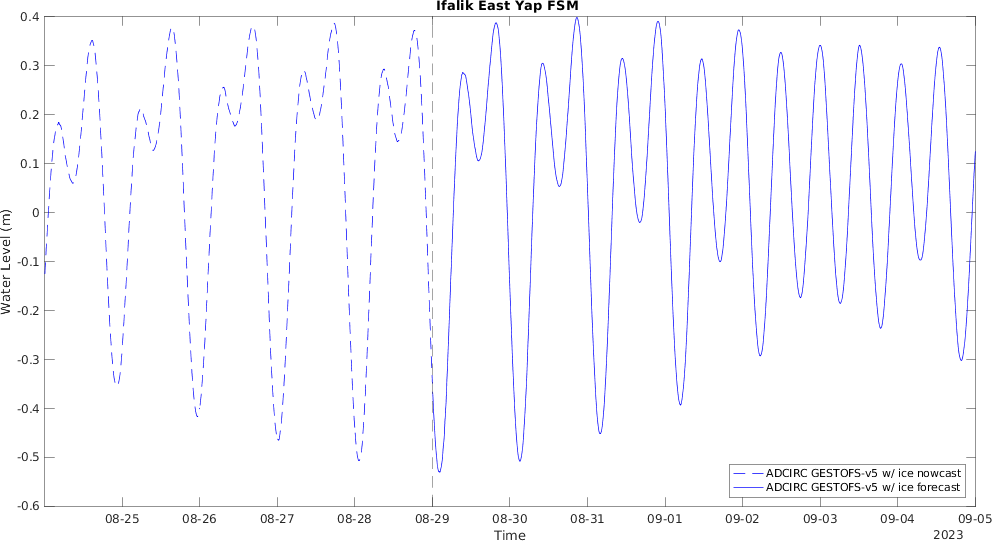 Ifalik East Yap FSM
0.4
0.3
0.2
0.1
0
-0.1
-0.2
-0.3
-0.4
-0.5
-0.6
Water Level (m)
ADCIRC GESTOFS-v5 w/ ice nowcast
ADCIRC GESTOFS-v5 w/ ice forecast
08-25 08-26 08-27 08-28 08-29 08-30 08-31 09-01 09-02 09-03 09-04 09-05
Time
2023